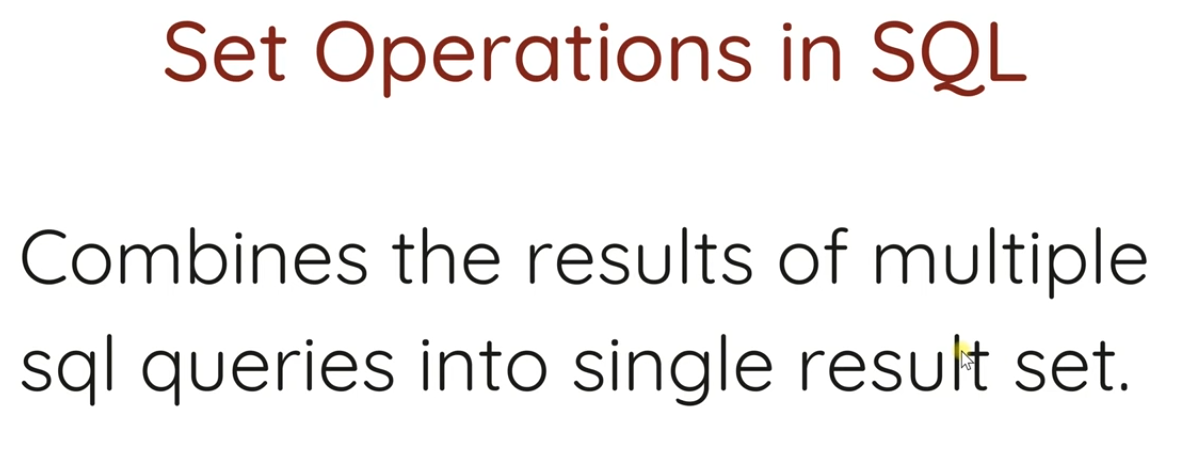 Set Operations in SQL
Combines the results of multiple
sql queries into single result set.